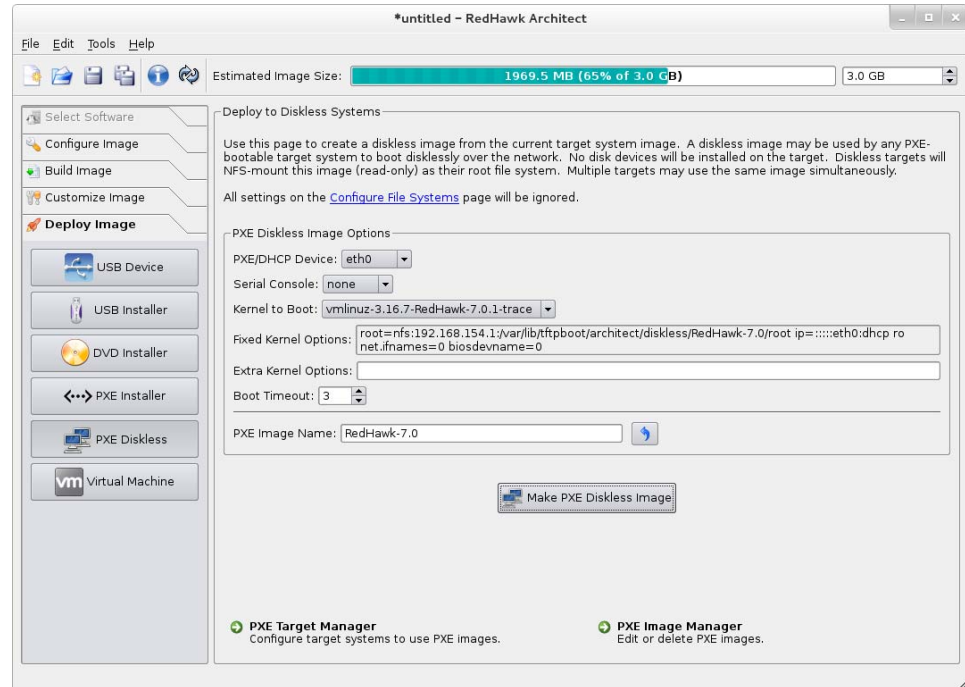 *untitled – RedHawk Architect
File Edit Tools Help
Estimated Image Size: 1969.5 MB (65% of 3.0 GB) 3.0 GB
Select Software
Configure Image
Build Image
Customize Image
Deploy Image
USB Device
USB Installer
DVD Installer
PXE Installer
PXE Diskless
vm Virtual Machine
Deploy to Diskless Systems
Use this page to create a diskless image from the current target system image. A diskless image may be used by any PXE-
bootable target system to boot disklessly over the network. No disk devices will be installed on the target. Diskless targets will
NFS-mount this image (read-only) as their root file system. Multiple targets may use the same image simultaneously.
All settings on the Configure File Systems page will be ignored.
PXE Diskless Image Options
PXE/DHCP Device: eth0
Serial Console: none
Kernel to Boot: vmlinuz-3.16.7-RedHawk-7.0.1-trace
Fixed Kernel Options: root=nfs:192.168.154.1:/var/lib/tftpboot/architect/diskless/RedHawk-7.0/root ip=:::::eth0:dhcp ro
net.ifnames=0 biosdevname=0
Extra Kernel Options:
Boot Timeout: 3
PXE Image Name: RedHawk-7.0
Make PXE Diskless Image
PXE Target Manager
Configure target systems to use PXE images.
PXE Image Manager
Edit or delete PXE images.